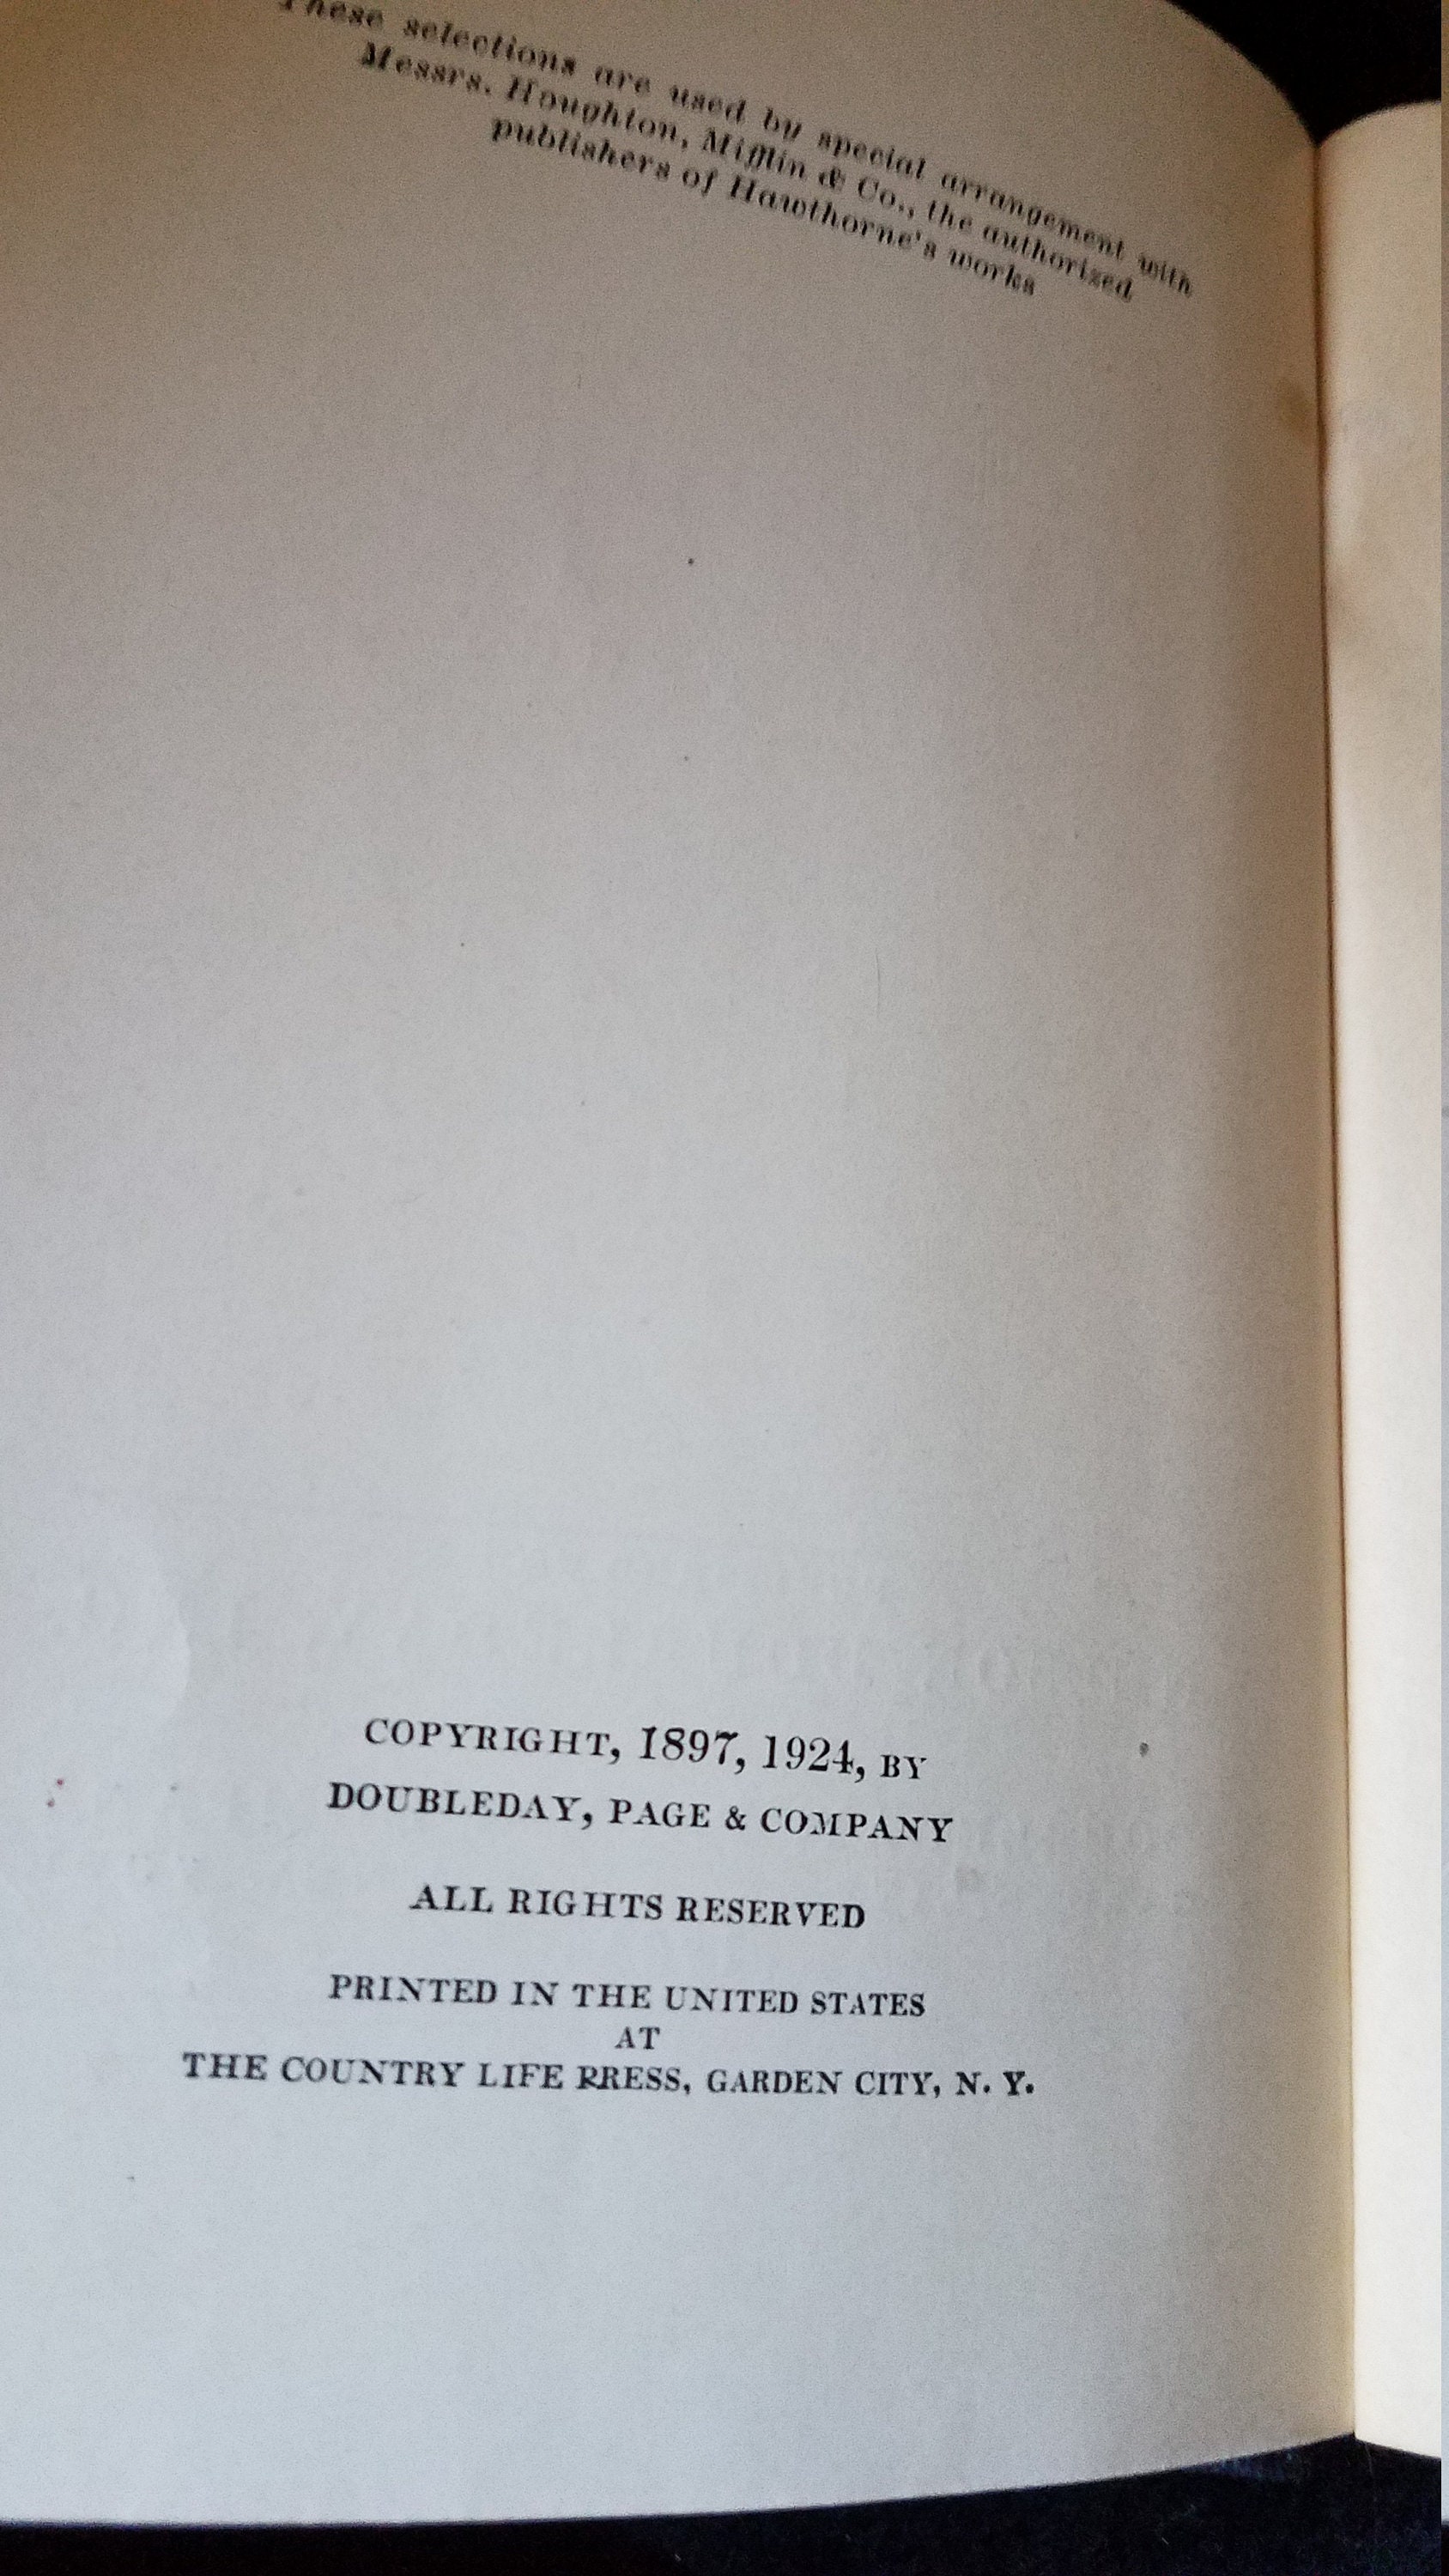 These selections are used by special arrangement with
Messrs. Houghton, Mifflin & Co., the authorized
publishers of Hawthorne's works
COPYRIGHT, 1897, 1924, BY
DOUBLEDAY, PAGE & COMPANY
ALL RIGHTS RESERVED
PRINTED IN THE UNITED STATES
AT
THE COUNTRY LIFE PRESS, GARDEN CITY, N. Y.